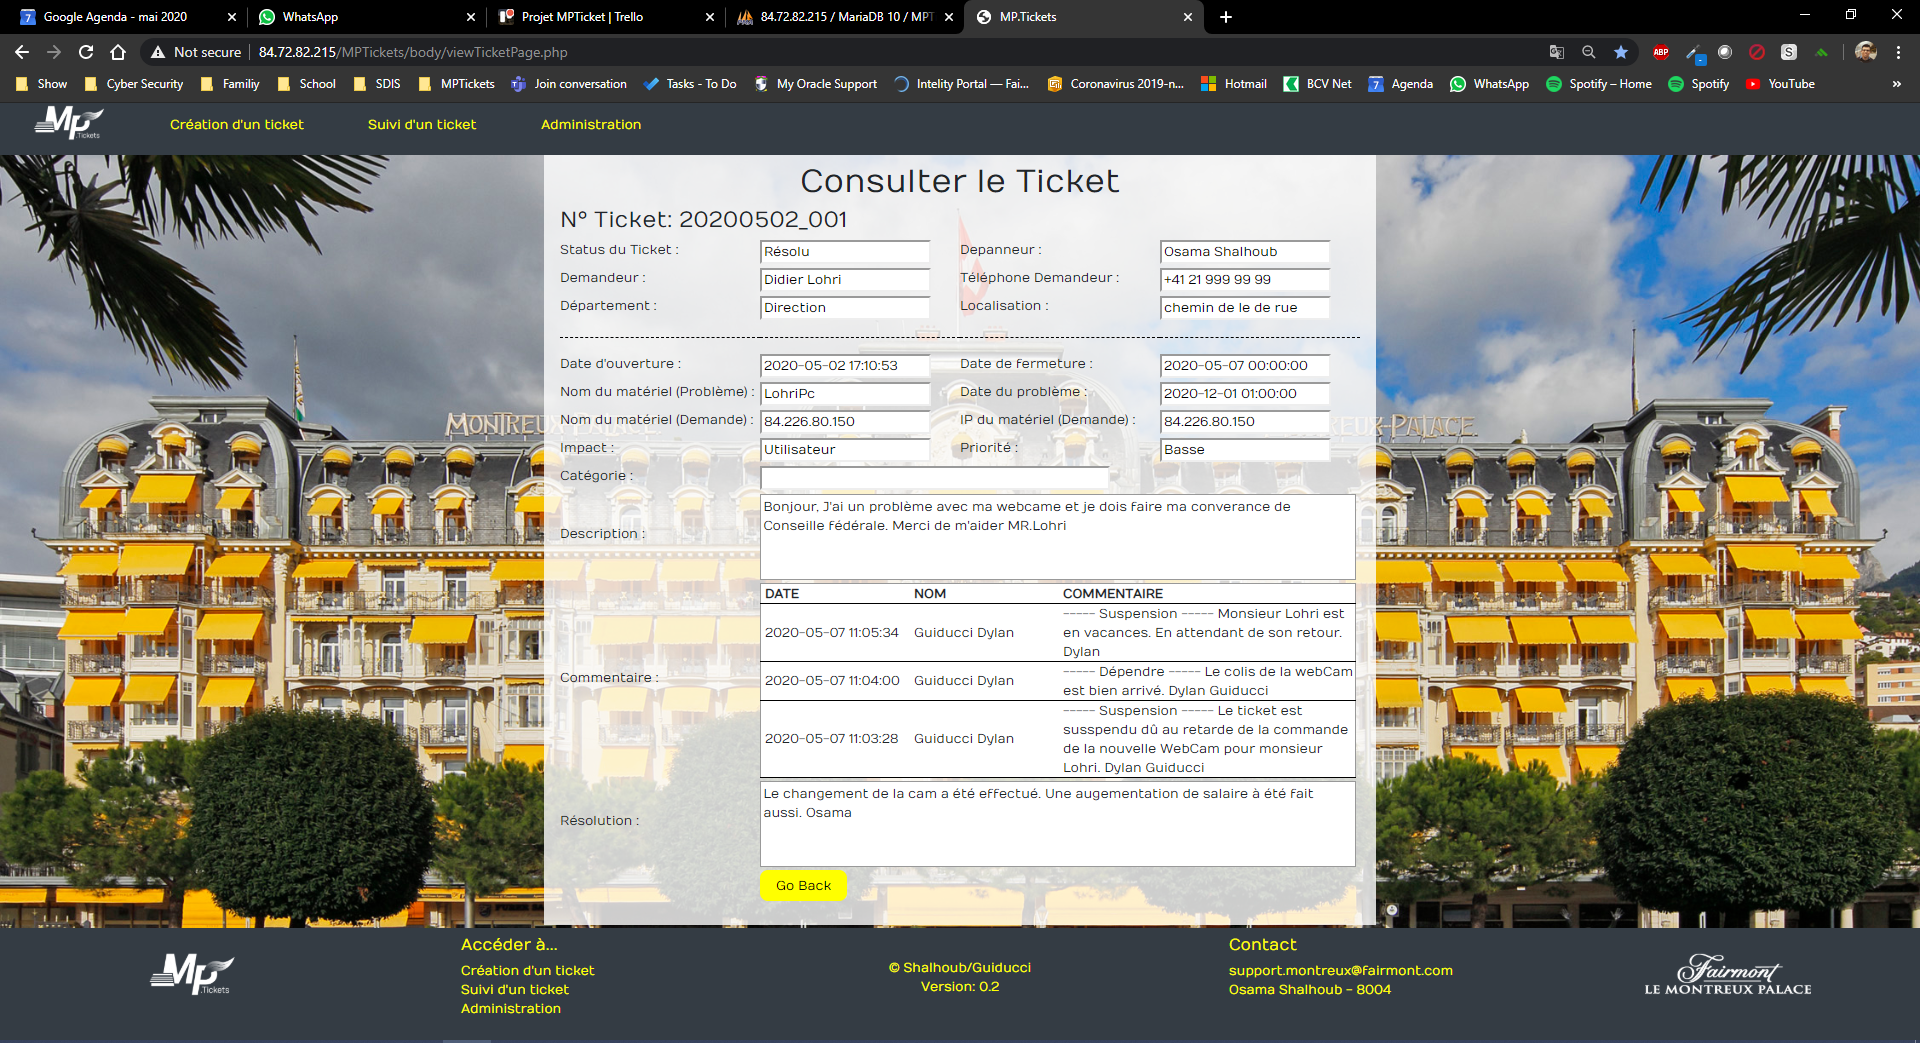 Google Agenda - mai 2020
WhatsApp
Projet MPTicket | Trello
84.72.82.215 / MariaDB 10 / MPT
MP.Tickets
Not secure
84.72.82.215/MPTickets/body/viewTicketPage.php
ABP
S
Show
Cyber Security
Familiy
School
SDIS
MPTickets
Join conversation
Tasks - To Do
My Oracle Support
Intelity Portal — Fai...
Coronavirus 2019-n...
Hotmail
BCV Net
7
Agenda
WhatsApp
Spotify – Home
Spotify
YouTube
»
Mp
.Tickets
Création d'un ticket
Suivi d'un ticket
Administration
MONTREUX
REUX-PALACE
Consulter le Ticket
N° Ticket: 20200502_001
Status du Ticket :
Résolu
Depanneur :
Osama Shalhoub
Demandeur :
Didier Lohri
Téléphone Demandeur :
+41 21 999 99 99
Département :
Direction
Localisation :
chemin de le de rue
Date d'ouverture :
2020-05-02 17:10:53
Date de fermeture :
2020-05-07 00:00:00
Nom du matériel (Problème) :
LohriPc
Date du problème :
2020-12-01 01:00:00
Nom du matériel (Demande) :
84.226.80.150
IP du matériel (Demande) :
84.226.80.150
Impact :
Utilisateur
Priorité :
Basse
Catégorie :
Description :
Bonjour, J'ai un problème avec ma webcame et je dois faire ma converance de
Conseille fédérale. Merci de m'aider MR.Lohri
Commentaire :
DATE NOM COMMENTAIRE
2020-05-07 11:05:34 Guiducci Dylan ----- Suspension ----- Monsieur Lohri est
en vacances. En attendant de son retour.
Dylan
2020-05-07 11:04:00 Guiducci Dylan ----- Dépendre ----- Le colis de la webCam
est bien arrivé. Dylan Guiducci
2020-05-07 11:03:28 Guiducci Dylan ----- Suspension ----- Le ticket est
susspendu dû au retarde de la commande
de la nouvelle WebCam pour monsieur
Lohri. Dylan Guiducci
Résolution :
Le changement de la cam a été effectué. Une augementation de salaire à été fait
aussi. Osama
Go Back
Mp
.Tickets
Accéder à...
Création d'un ticket
Suivi d'un ticket
Administration
© Shalhoub/Guiducci
Version: 0.2
Contact
support.montreux@fairmont.com
Osama Shalhoub - 8004
Fairmont
LE MONTREUX PALACE